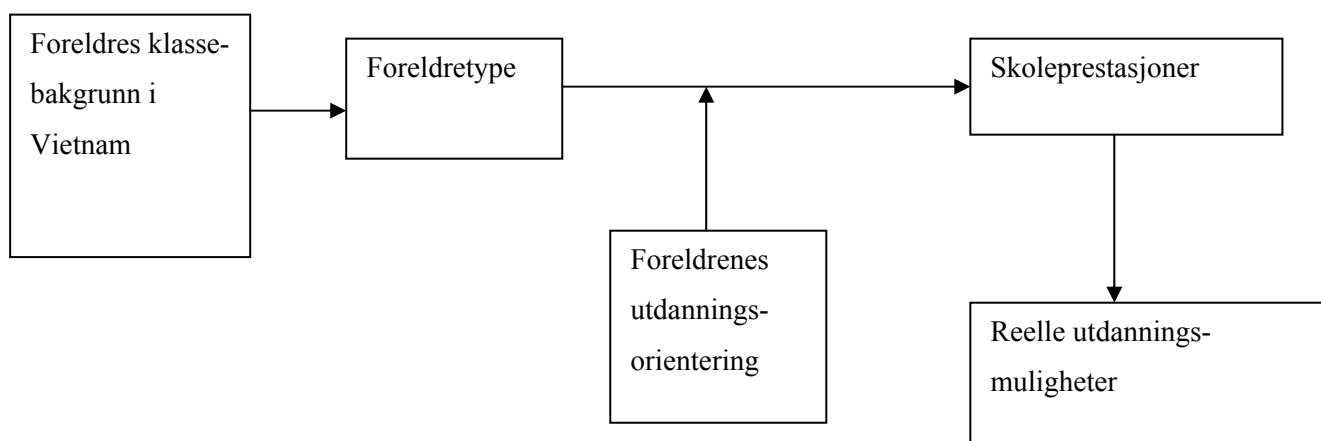 Foreldres klasse-
bakgrunn i
Vietnam
Foreldretype
Skoleprestasjoner
Foreldrenes
utdannings-
orientering
Reelle utdannings-
muligheter